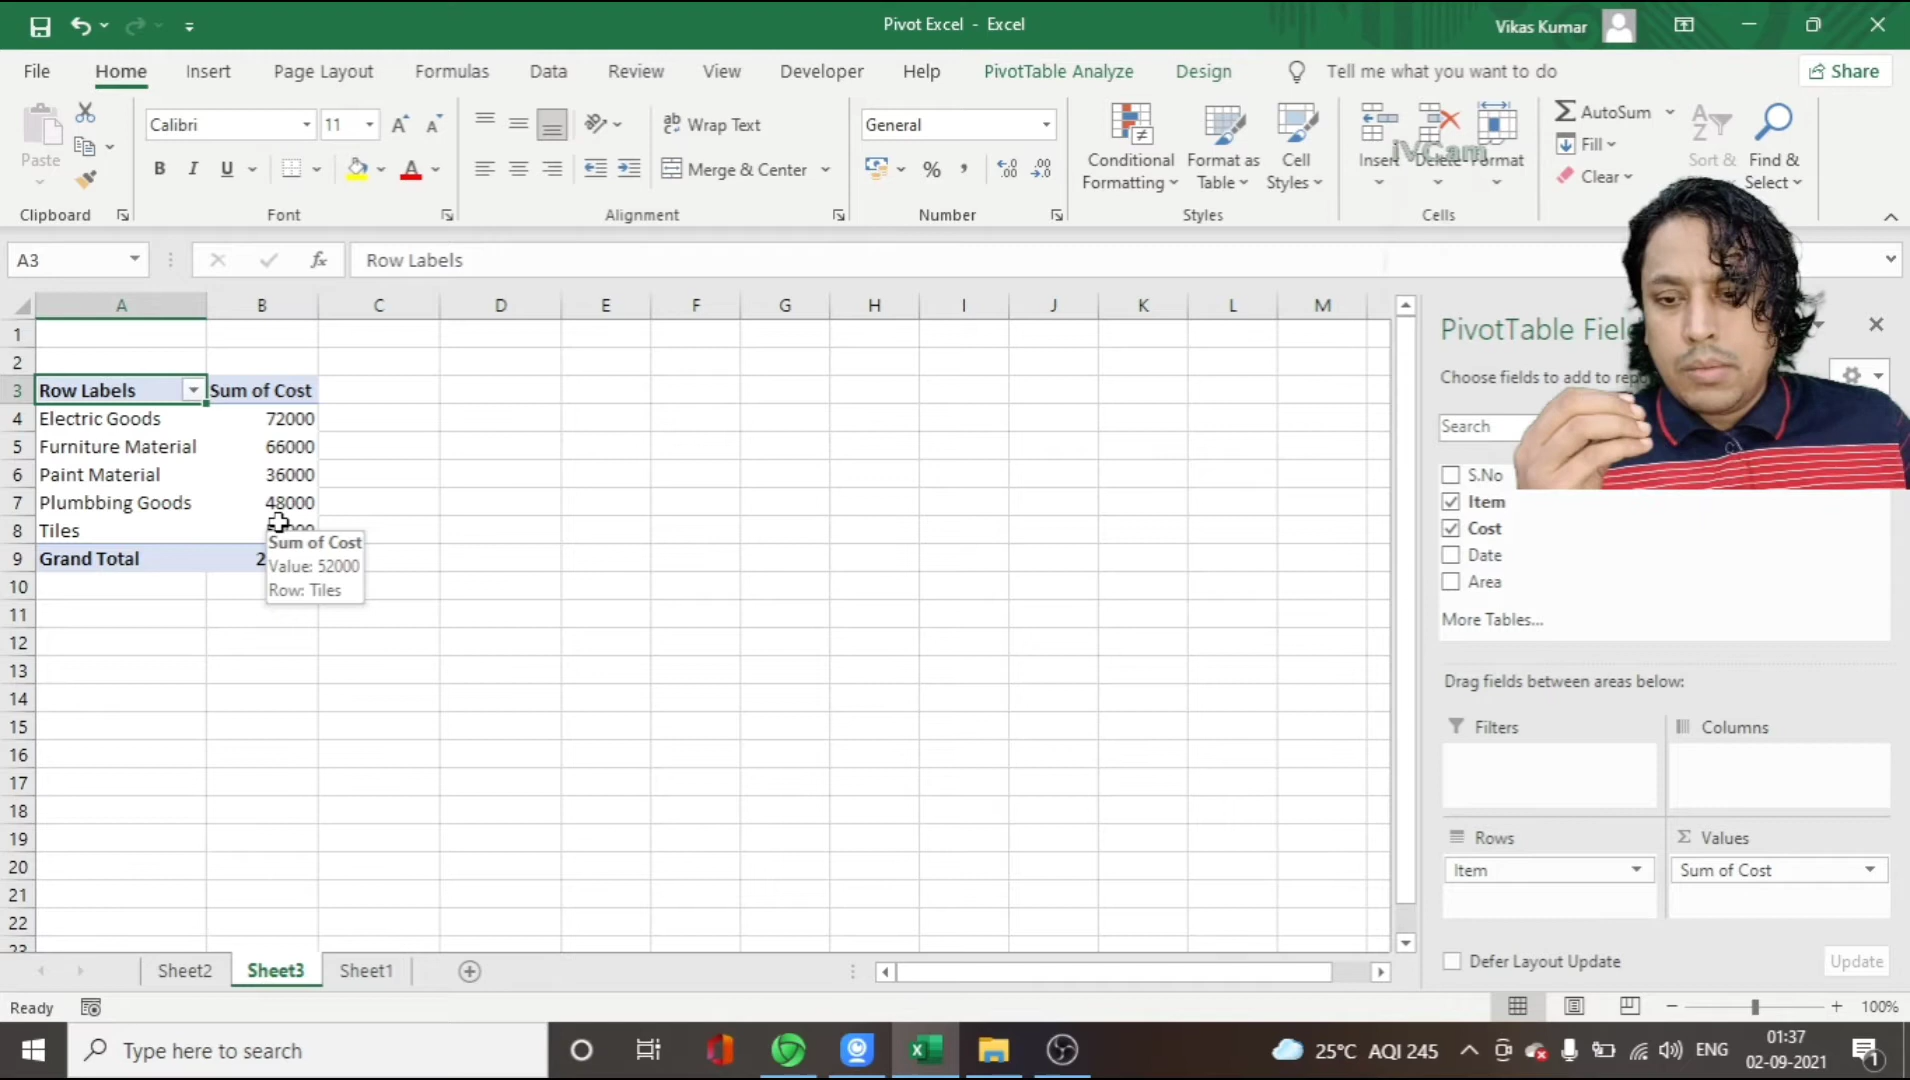 Pivot Excel - Excel
Vikas Kumar
File Home Insert Page Layout Formulas Data Review View Developer Help PivotTable Analyze Design Tell me what you want to do Share
Paste
Clipboard
Calibri 11
B I U
Font
Wrap Text
Merge & Center
Alignment
General
% ,
Number
Conditional Formatting
Format as Table
Cell Styles
Styles
Insert Delete Format
iVCam
Cells
AutoSum
Fill
Clear
Sort &
Find & Select
A3 fx Row Labels
A B C D E F G H I J K L M
1
2
3 Row Labels Sum of Cost
4 Electric Goods 72000
5 Furniture Material 66000
6 Paint Material 36000
7 Plumbbing Goods 48000
8 Tiles
9 Grand Total 2
Sum of Cost
Value: 52000
Row: Tiles
10
11
12
13
14
15
16
17
18
19
20
21
22
23
PivotTable
Choose fields to add to
Search
S.No
Item
Cost
Date
Area
More Tables...
Drag fields between areas below:
Filters Columns
Rows Σ Values
Item Sum of Cost
Defer Layout Update Update
Sheet2 Sheet3 Sheet1
Ready 100%
Type here to search
25°C AQI 245 ENG 01:37
02-09-2021
1